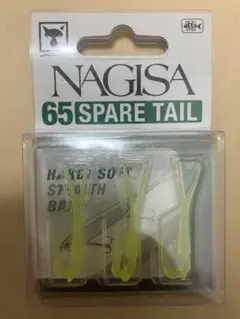 NAGISA
65 SPARE TAIL
HARD SOFT
STEALTH
BAIT